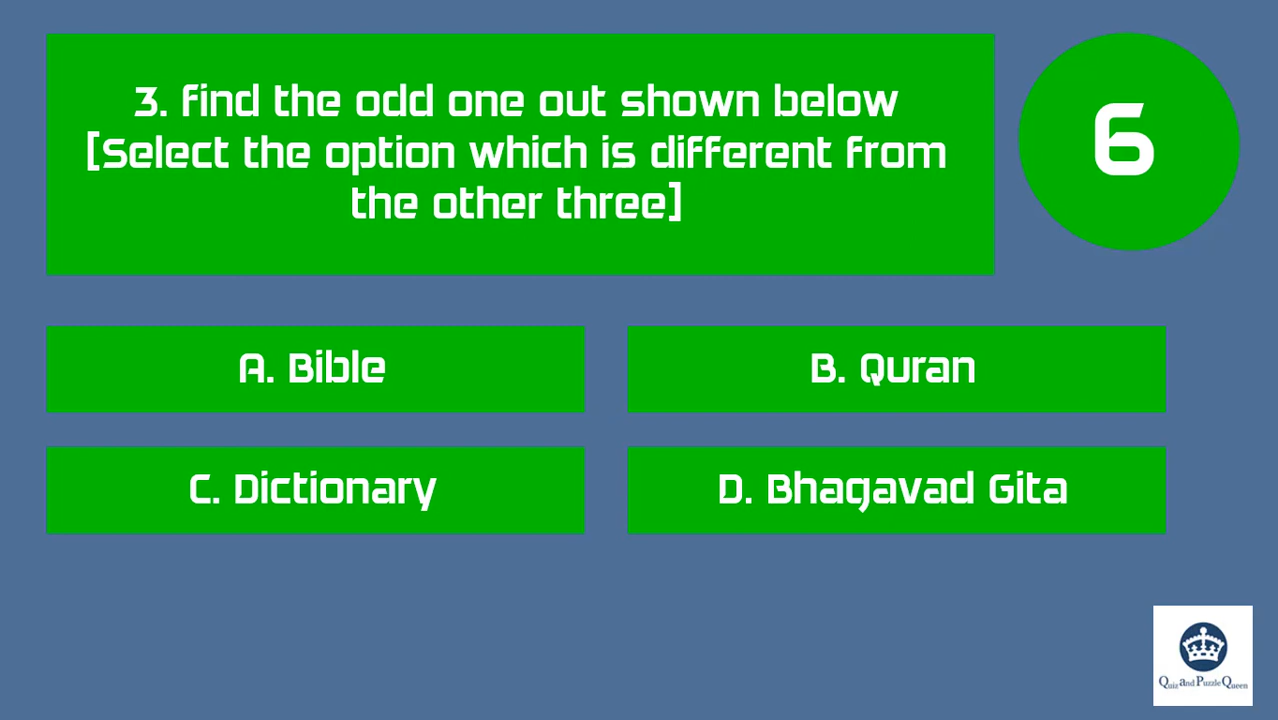 3. Find the odd one out shown below
[Select the option which is different from
the other three]
6
A. Bible
B. Quran
C. Dictionary
D. Bhagavad Gita
Quiz and Puzzle Queen